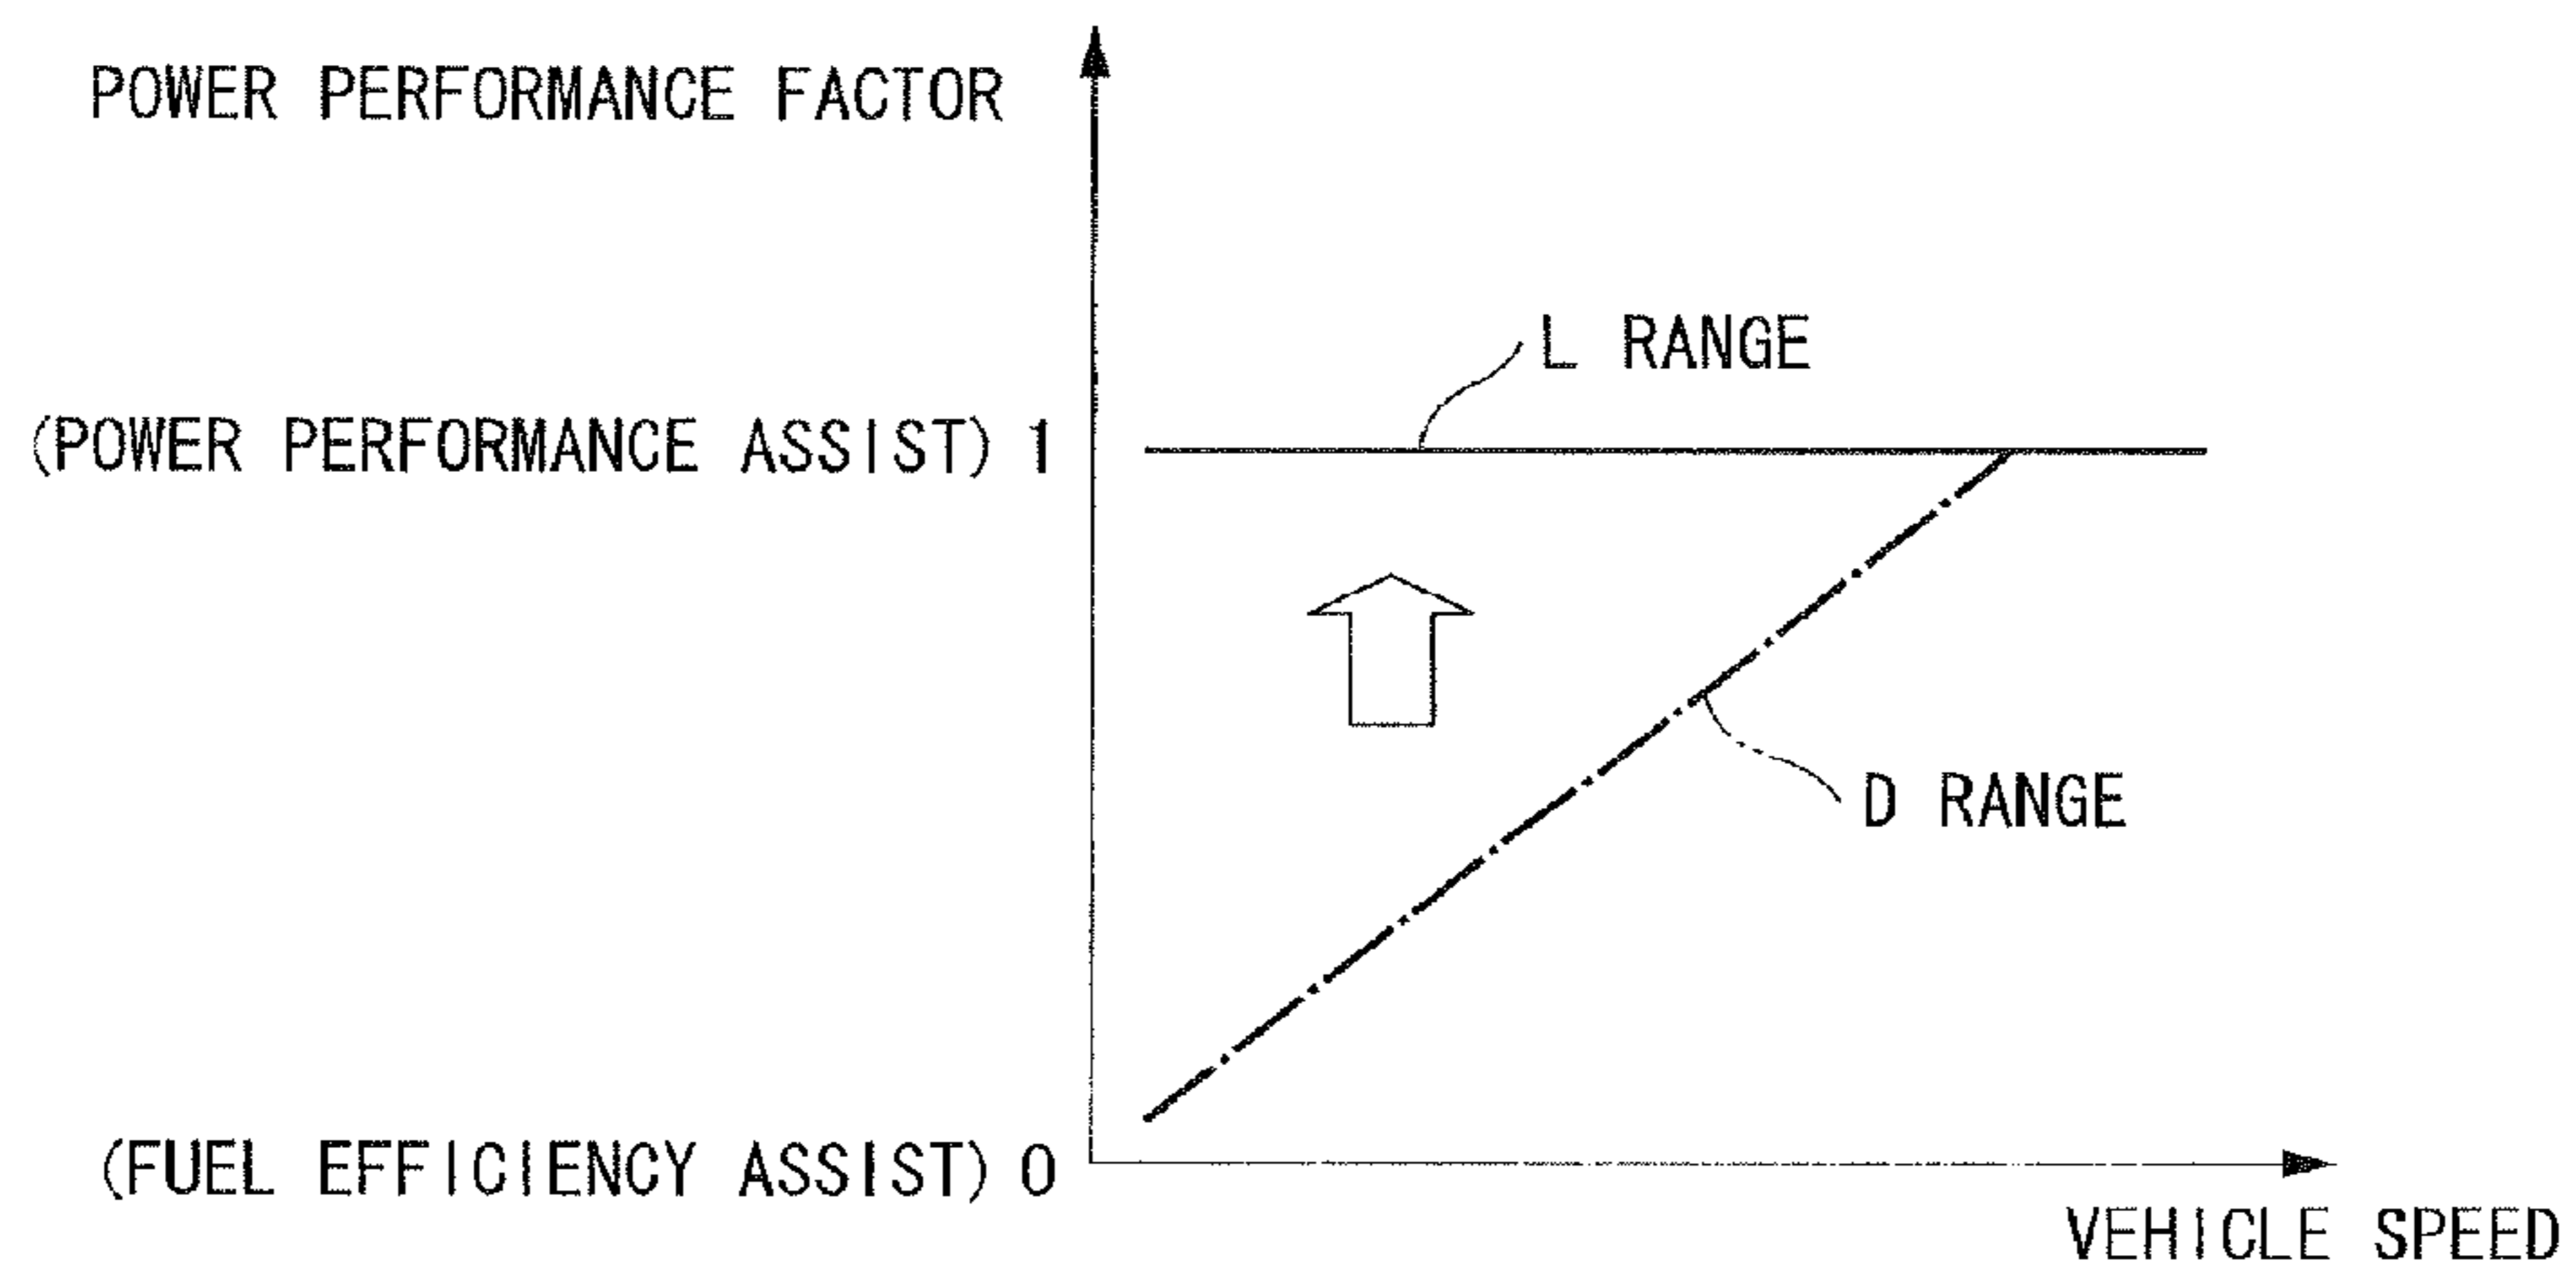 POWER PERFORMANCE FACTOR
L RANGE
(POWER PERFORMANCE ASSIST) 1
D RANGE
(FUEL EFFICIENCY ASSIST) 0
VEHICLE SPEED